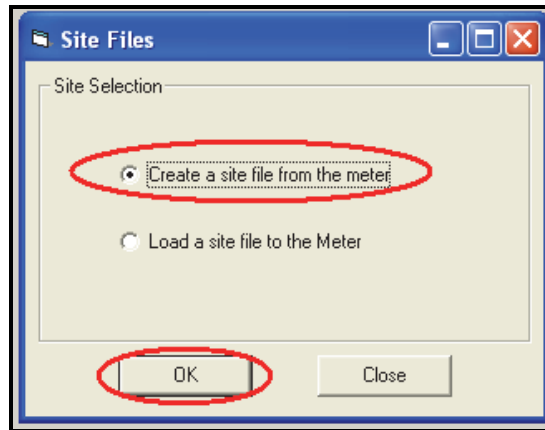 Site Files
Site Selection
Create a site file from the meter
Load a site file to the Meter
OK
Close